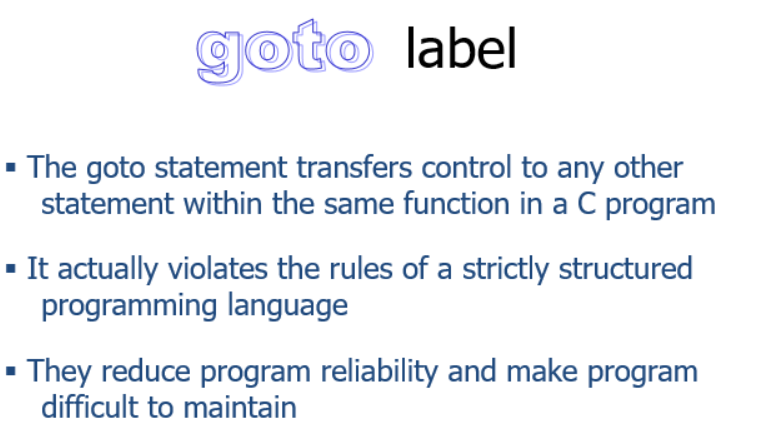 goto label
▪ The goto statement transfers control to any other
statement within the same function in a C program
▪ It actually violates the rules of a strictly structured
programming language
▪ They reduce program reliability and make program
difficult to maintain